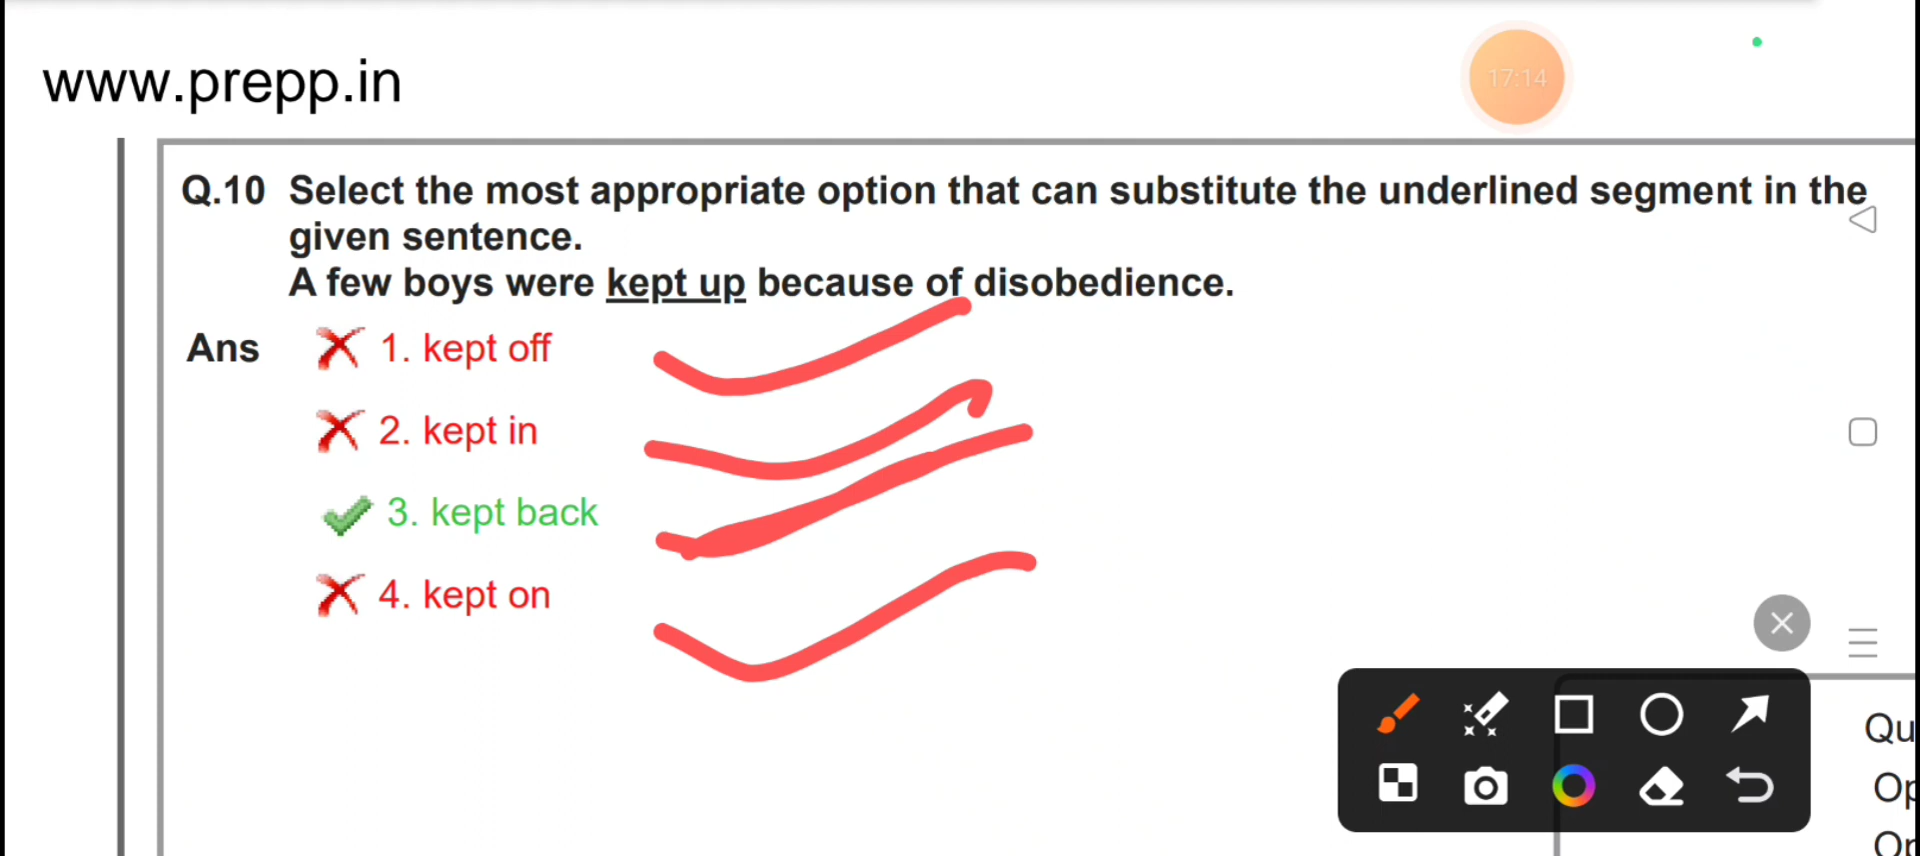 www.prepp.in
17:14
Q.10 Select the most appropriate option that can substitute the underlined segment in the
given sentence.
A few boys were kept up because of disobedience.
Ans 1. kept off
2. kept in
3. kept back
4. kept on
Qu
Op